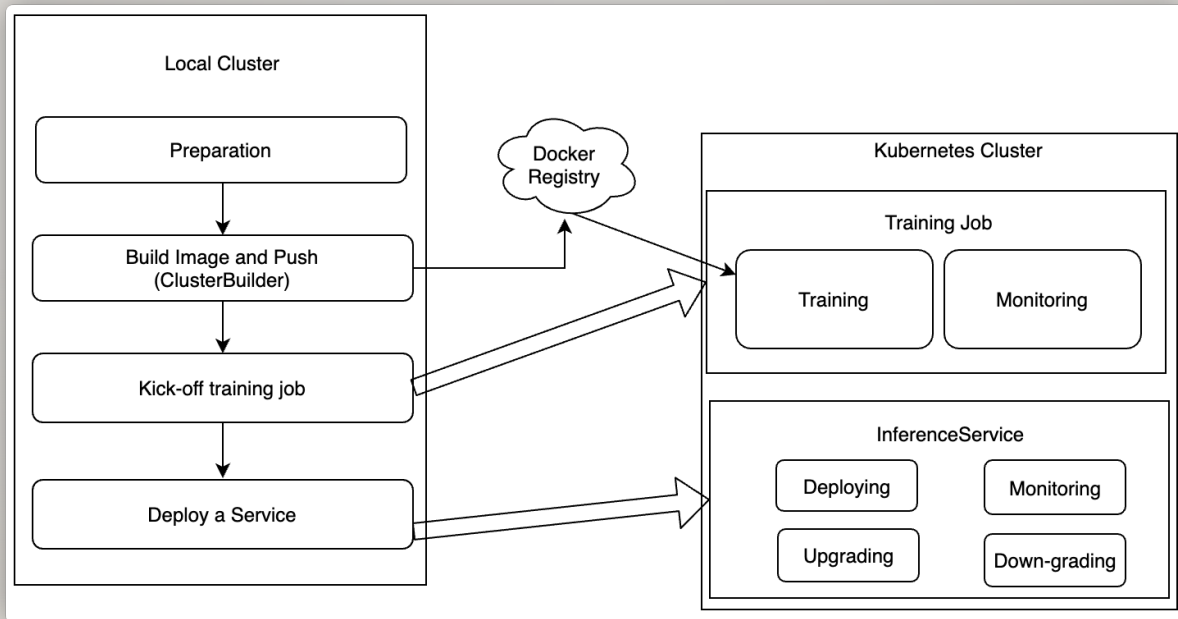 Local Cluster
Preparation
Build Image and Push
(ClusterBuilder)
Kick-off training job
Deploy a Service
Docker
Registry
Kubernetes Cluster
Training Job
Training
Monitoring
InferenceService
Deploying
Monitoring
Upgrading
Down-grading